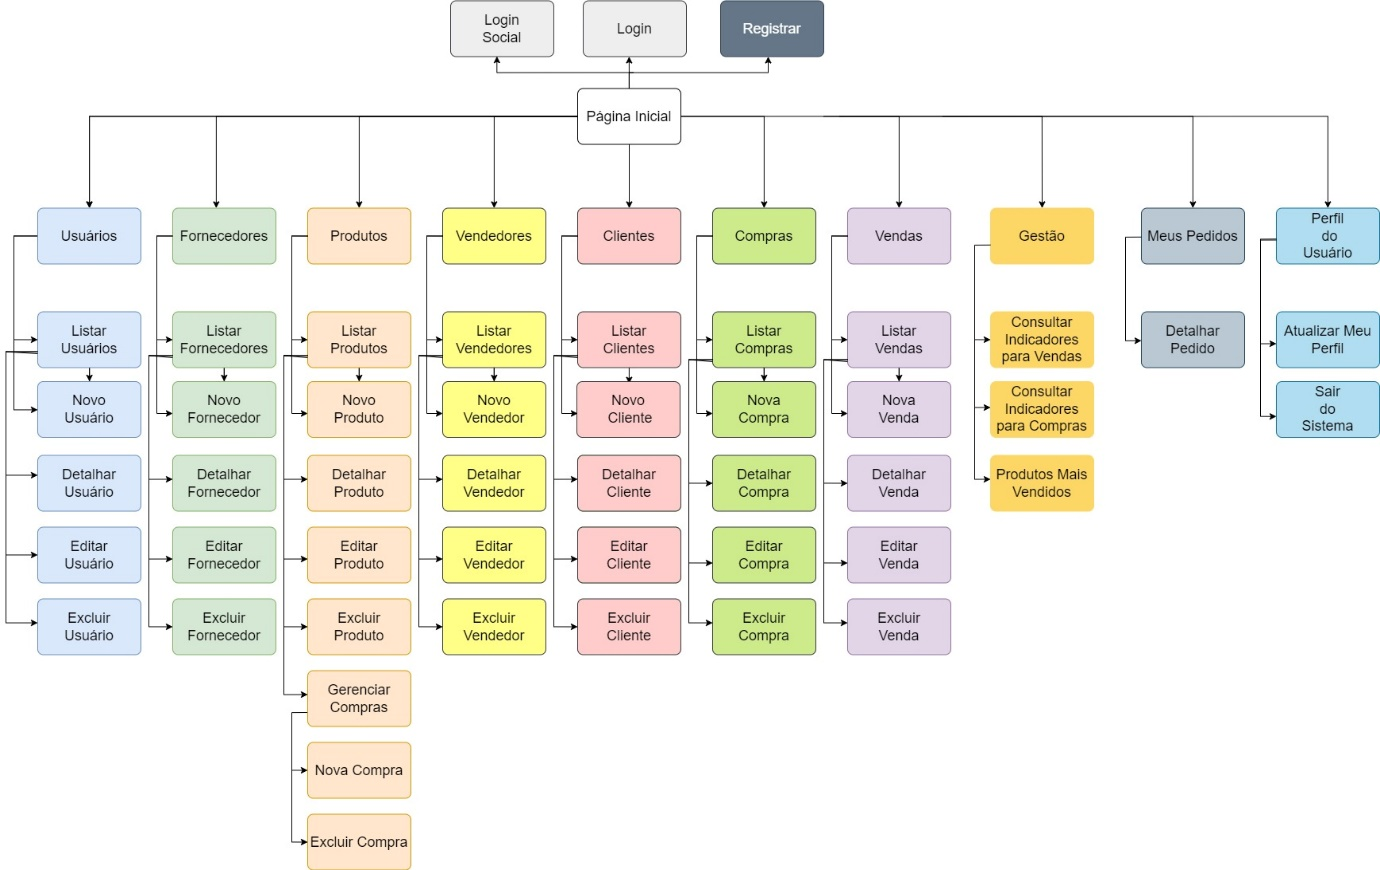 Login
Social
Login
Registrar
Página Inicial
Usuários
Fornecedores
Produtos
Vendedores
Clientes
Compras
Vendas
Gestão
Meus Pedidos
Perfil
do
Usuário
Listar
Usuários
Listar
Fornecedores
Listar
Produtos
Listar
Vendedores
Listar
Clientes
Listar
Compras
Listar
Vendas
Consultar
Indicadores
para Vendas
Detalhar
Pedido
Atualizar Meu
Perfil
Novo
Usuário
Novo
Fornecedor
Novo
Produto
Novo
Vendedor
Novo
Cliente
Nova
Compra
Nova
Venda
Consultar
Indicadores
para Compras
Sair
do
Sistema
Detalhar
Usuário
Detalhar
Fornecedor
Detalhar
Produto
Detalhar
Vendedor
Detalhar
Cliente
Detalhar
Compra
Detalhar
Venda
Produtos Mais
Vendidos
Editar
Usuário
Editar
Fornecedor
Editar
Produto
Editar
Vendedor
Editar
Cliente
Editar
Compra
Editar
Venda
Excluir
Usuário
Excluir
Fornecedor
Excluir
Produto
Excluir
Vendedor
Excluir
Cliente
Excluir
Compra
Excluir
Venda
Gerenciar
Compras
Nova Compra
Excluir Compra